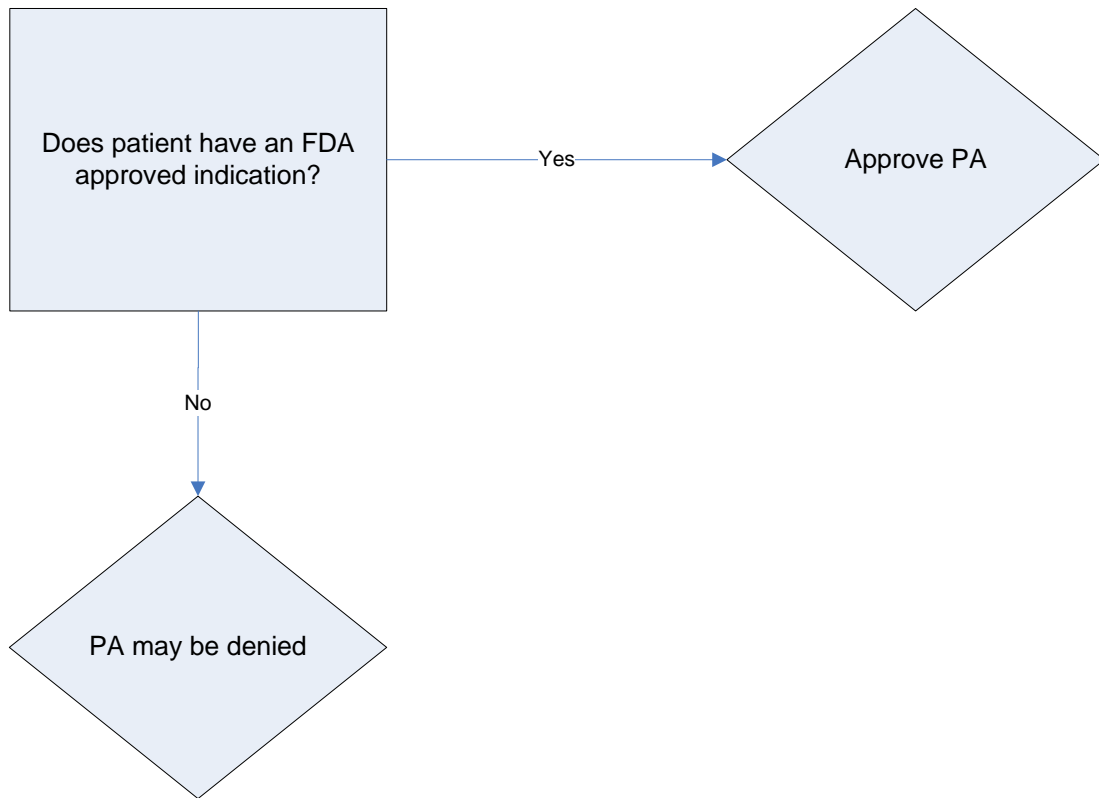 Does patient have an FDA
approved indication?
Yes
Approve PA
No
PA may be denied